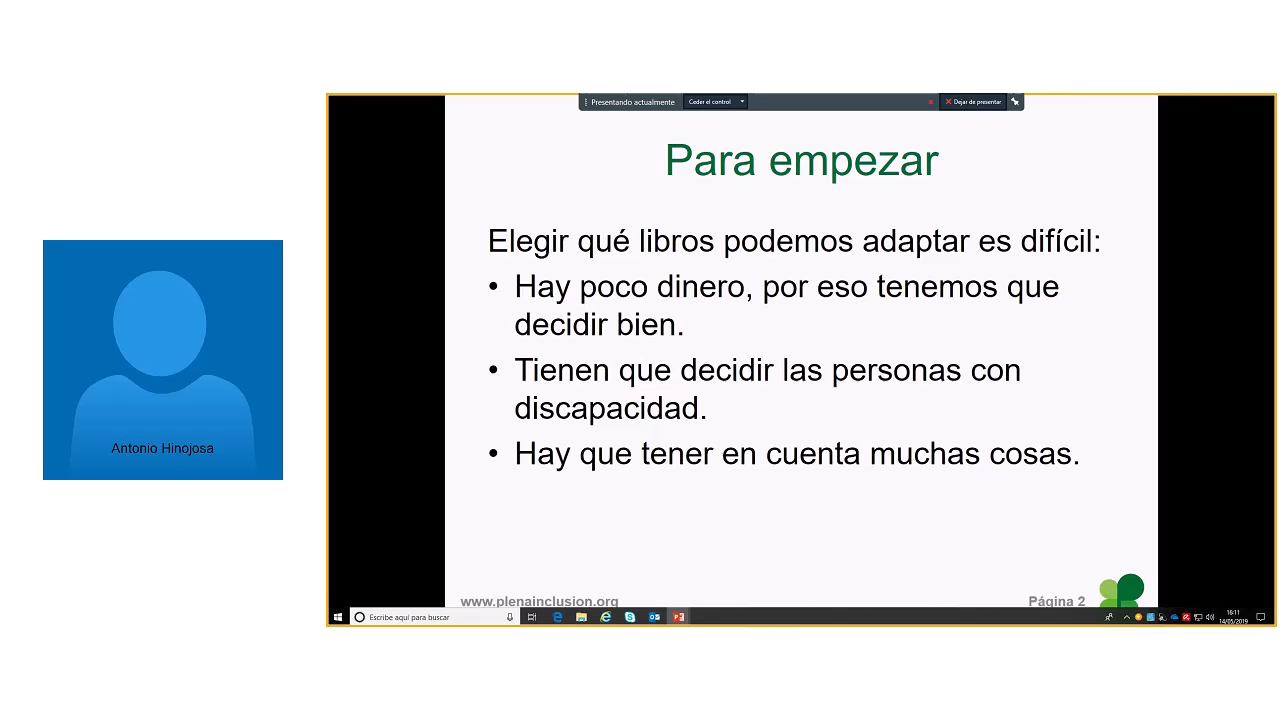 Presentando actualmente Ceder el control Dejar de presentar
Para empezar
Elegir qué libros podemos adaptar es difícil:
• Hay poco dinero, por eso tenemos que
decidir bien.
• Tienen que decidir las personas con
discapacidad.
• Hay que tener en cuenta muchas cosas.
Antonio Hinojosa
www.plenainclusion.org Página 2
Escribe aquí para buscar
16:11
14/05/2019